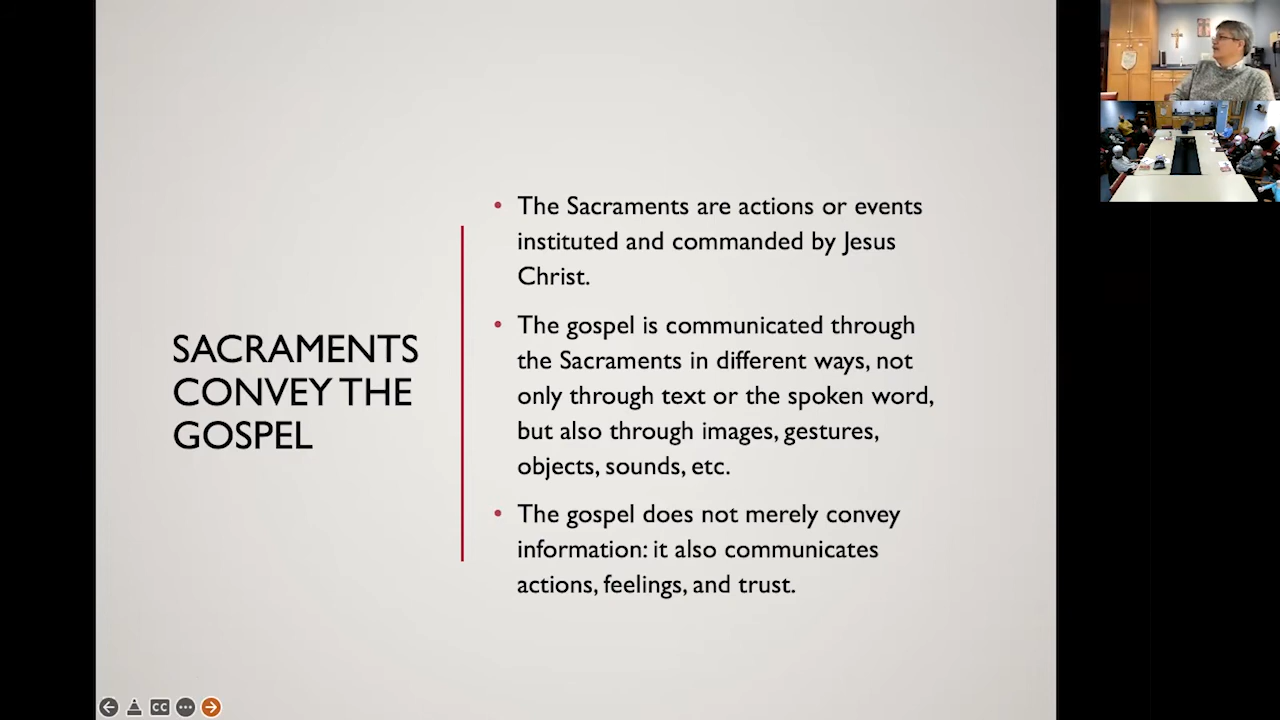 SACRAMENTS
CONVEY THE
GOSPEL
• The Sacraments are actions or events
instituted and commanded by Jesus
Christ.
• The gospel is communicated through
the Sacraments in different ways, not
only through text or the spoken word,
but also through images, gestures,
objects, sounds, etc.
• The gospel does not merely convey
information: it also communicates
actions, feelings, and trust.
CC